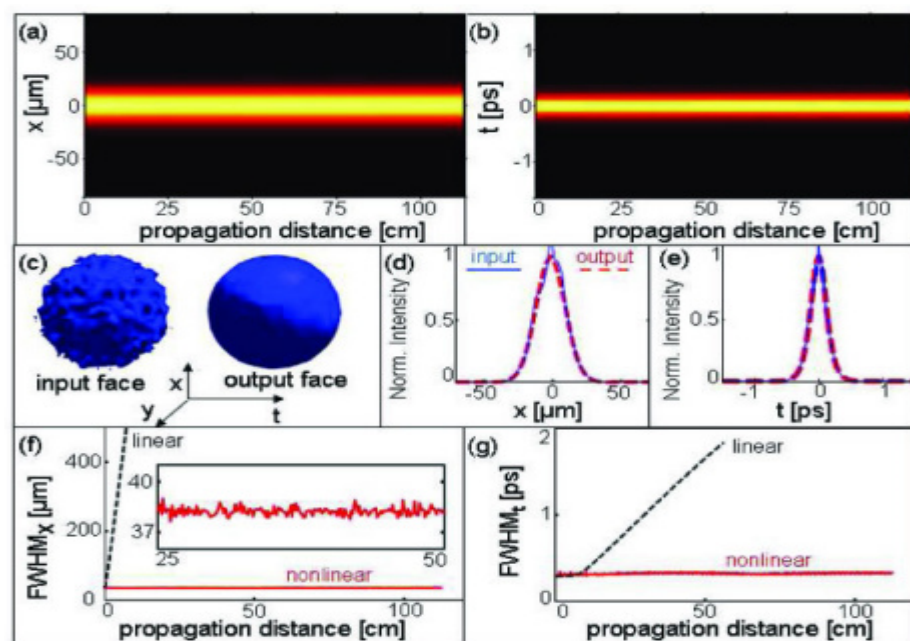 (a)
x [µm]
50
0
-50
0 25 50 75 100
propagation distance [cm]
(b)
t [ps]
1
0
-1
0 25 50 75 100
propagation distance [cm]
(c)
input face
output face
x
y
t
(d)
Norm. Intensity
1
0.5
0
input
output
-50 0 50
x [µm]
(e)
Norm. Intensity
1
0.5
0
-1 0 1
t [ps]
(f)
FWHMx [µm]
400
200
0
linear
40
37
25 50
nonlinear
0 50 100
propagation distance [cm]
(g)
FWHMt [ps]
2
1
0
linear
nonlinear
0 50 100
propagation distance [cm]